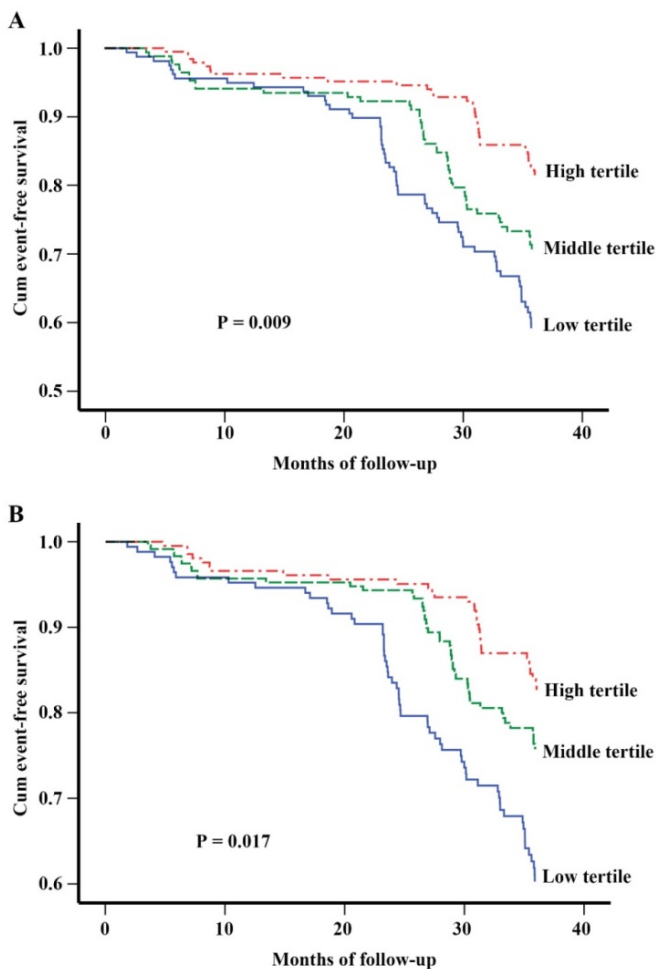 A
1.0
0.9
0.8
0.7
0.6
0.5
Cum event-free survival
High tertile
Middle tertile
Low tertile
P = 0.009
0 10 20 30 40
Months of follow-up
B
1.0
0.9
0.8
0.7
0.6
Cum event-free survival
High tertile
Middle tertile
Low tertile
P = 0.017
0 10 20 30 40
Months of follow-up